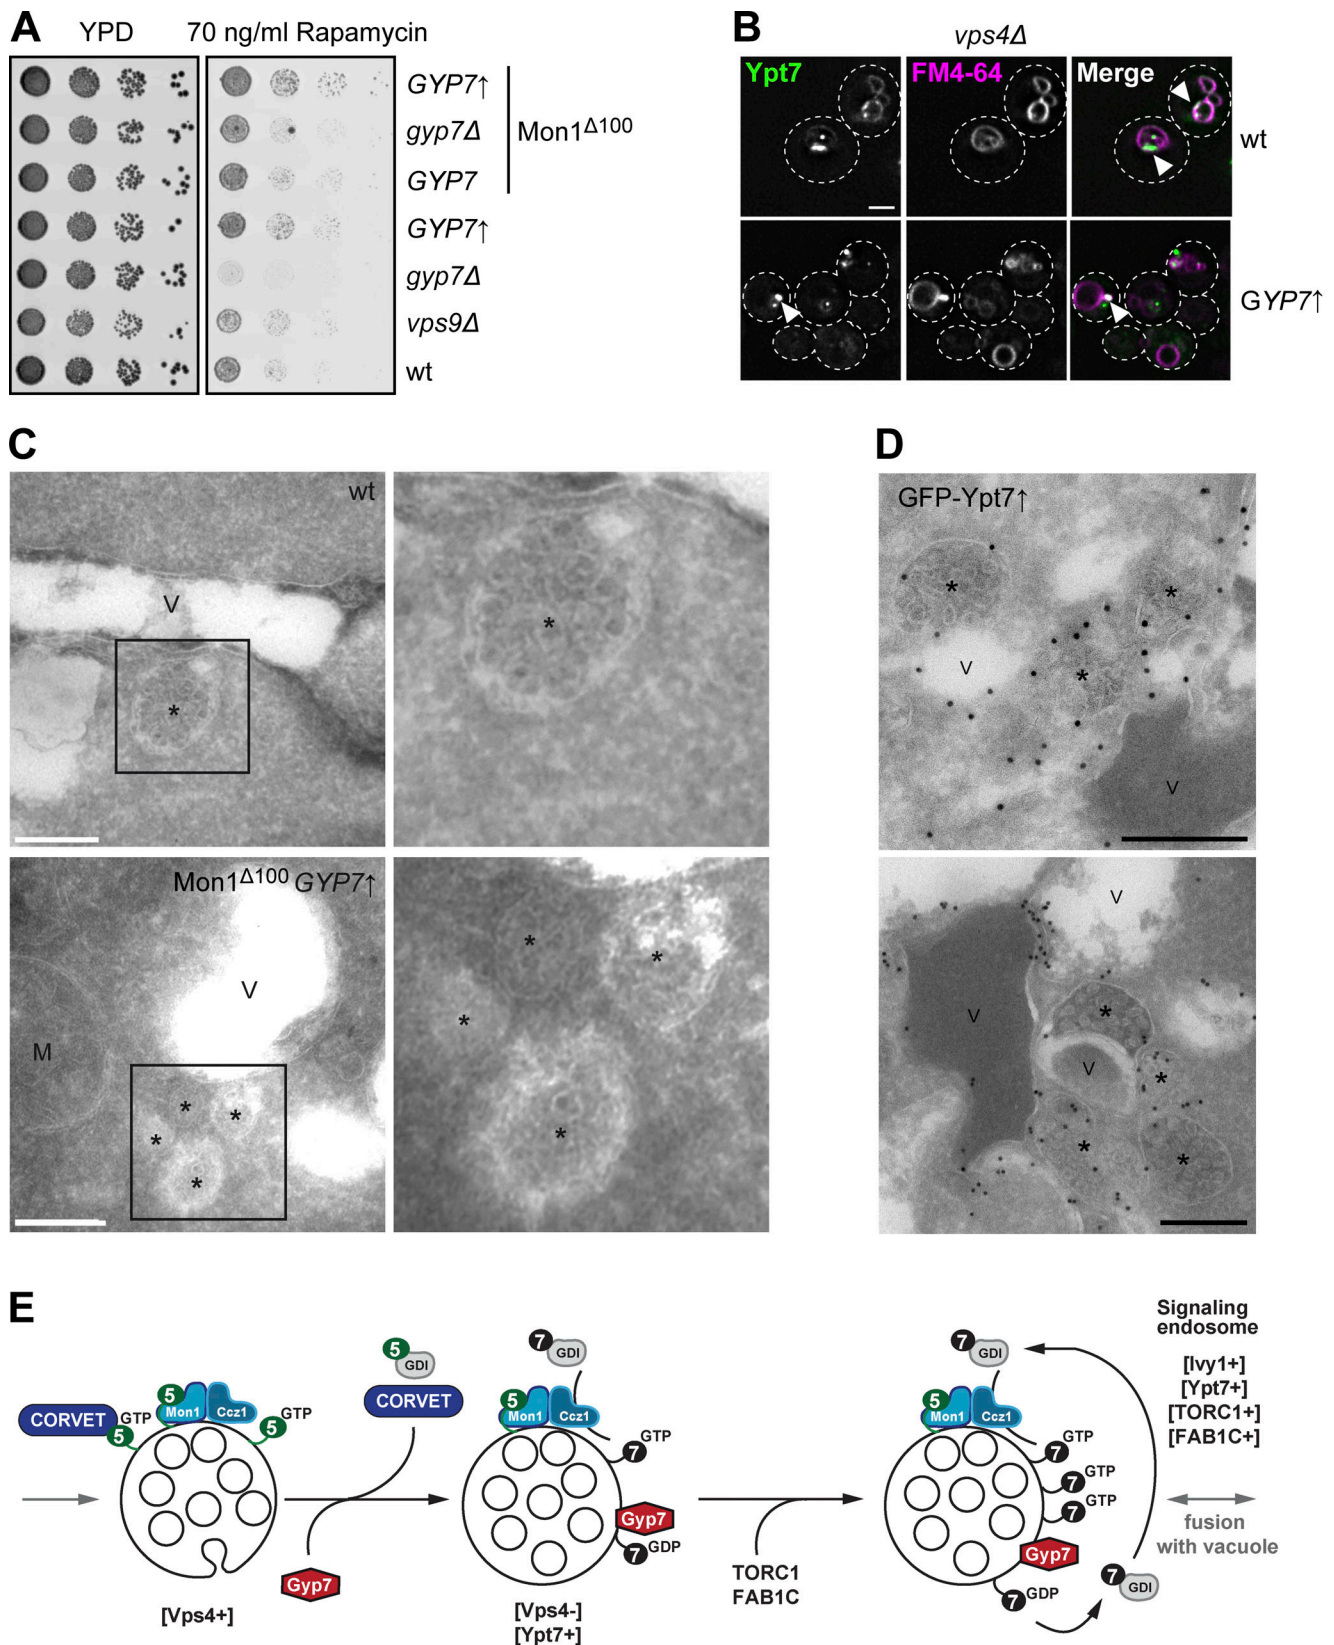 A
YPD
70 ng/ml Rapamycin
GYP7↑
gyp7Δ
GYP7
Mon1Δ100
GYP7↑
gyp7Δ
vps9Δ
wt
B
vps4Δ
Ypt7
FM4-64
Merge
wt
GYP7↑
C
wt
V
*
*
Mon1Δ100 GYP7↑
V
M
*
*
*
*
*
*
*
*
D
GFP-Ypt7↑
*
*
*
V
V
V
V
*
V
*
*
*
E
CORVET
GTP
5
5
Mon1
Ccz1
GTP
5
[Vps4+]
Gyp7
5
GDI
CORVET
7
GDI
5
Mon1
Ccz1
GTP
7
Gyp7
7
GDP
[Vps4-]
[Ypt7+]
TORC1
FAB1C
7
GDI
5
Mon1
Ccz1
GTP
7
GTP
7
GTP
7
Gyp7
7
GDP
7
GDI
Signaling
endosome
[Ivy1+]
[Ypt7+]
[TORC1+]
[FAB1C+]
fusion
with vacuole